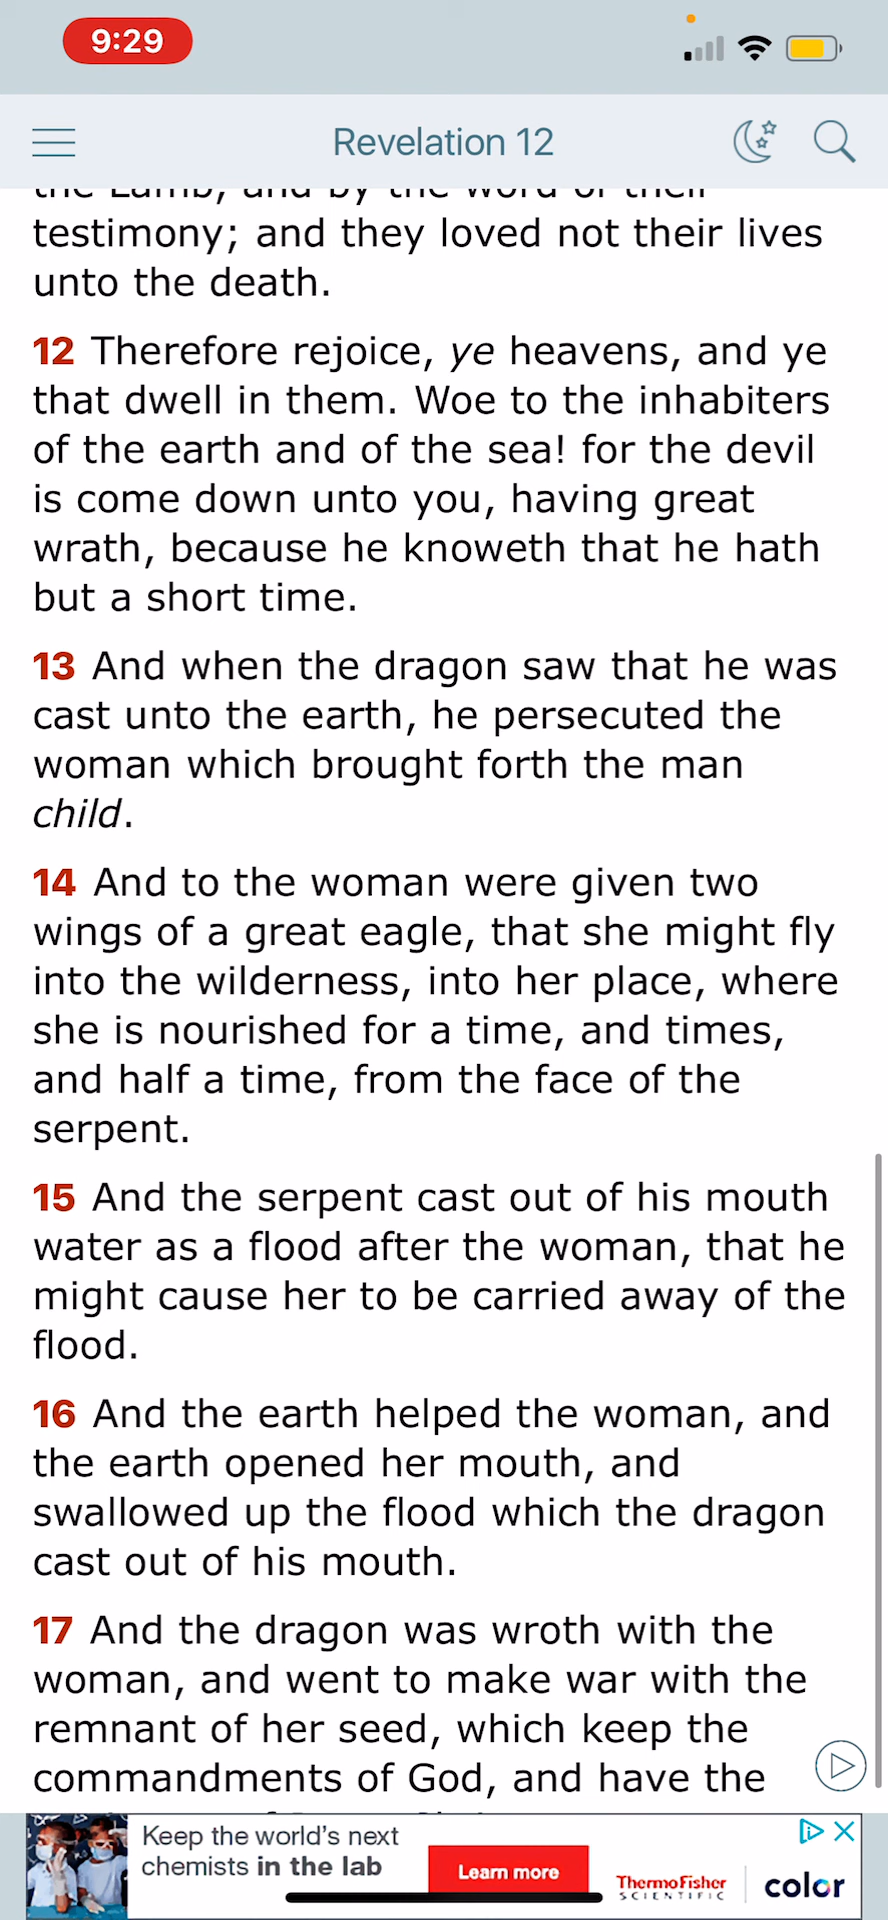 9:29
Revelation 12
the Lamb, and by the word of their
testimony; and they loved not their lives
unto the death.
12 Therefore rejoice, ye heavens, and ye
that dwell in them. Woe to the inhabiters
of the earth and of the sea! for the devil
is come down unto you, having great
wrath, because he knoweth that he hath
but a short time.
13 And when the dragon saw that he was
cast unto the earth, he persecuted the
woman which brought forth the man
child.
14 And to the woman were given two
wings of a great eagle, that she might fly
into the wilderness, into her place, where
she is nourished for a time, and times,
and half a time, from the face of the
serpent.
15 And the serpent cast out of his mouth
water as a flood after the woman, that he
might cause her to be carried away of the
flood.
16 And the earth helped the woman, and
the earth opened her mouth, and
swallowed up the flood which the dragon
cast out of his mouth.
17 And the dragon was wroth with the
woman, and went to make war with the
remnant of her seed, which keep the
commandments of God, and have the
Keep the world's next
chemists in the lab
Learn more
ThermoFisher
SCIENTIFIC
color